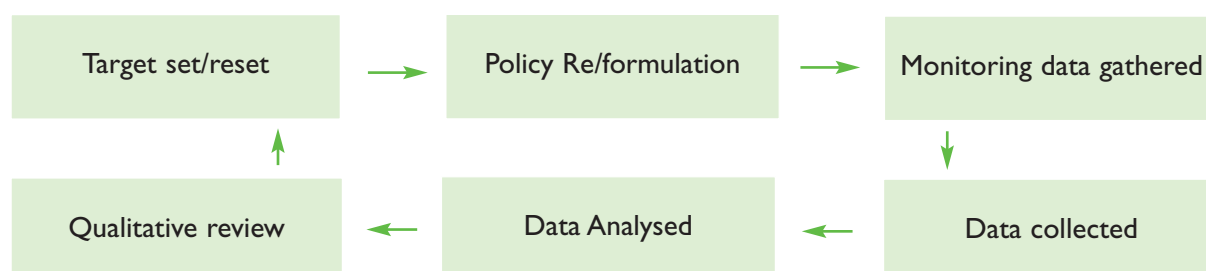 Target set/reset
Policy Re/formulation
Monitoring data gathered
Qualitative review
Data Analysed
Data collected